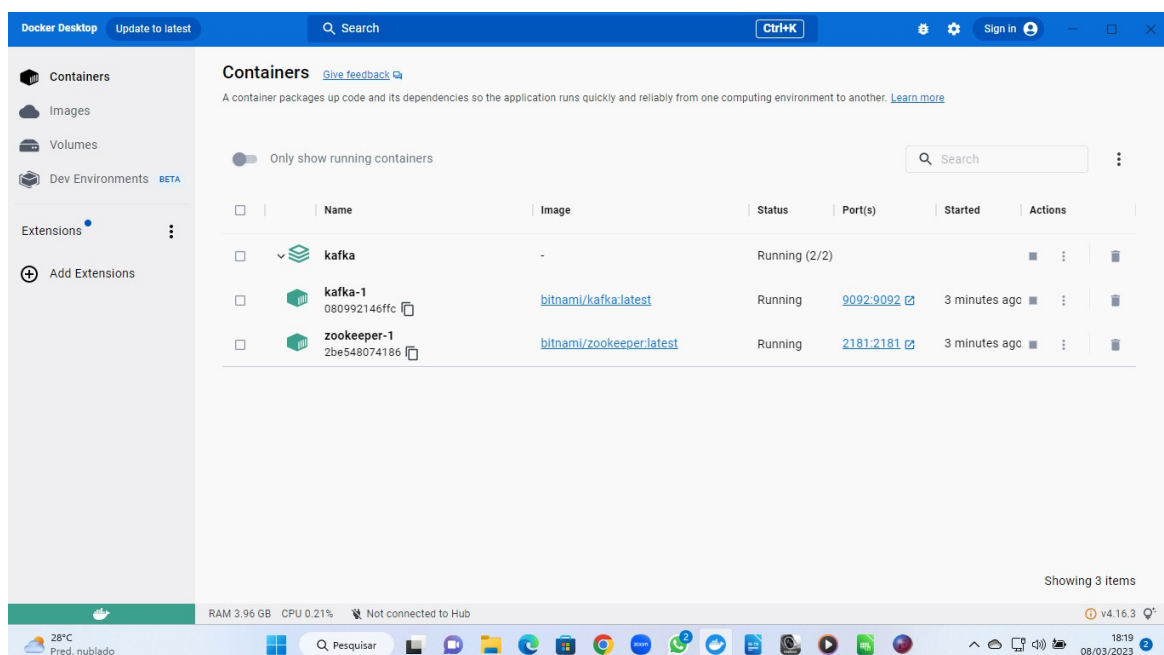 Docker Desktop Update to latest Search Ctrl+K Sign in
Containers
Images
Volumes
Dev Environments BETA
Extensions
Add Extensions
Containers Give feedback
A container packages up code and its dependencies so the application runs quickly and reliably from one computing environment to another. Learn more
Only show running containers Search
Name Image Status Port(s) Started Actions
kafka - Running (2/2)
kafka-1
080992146ffc bitnami/kafka:latest Running 9092:9092 3 minutes ago
zookeeper-1
2be548074186 bitnami/zookeeper:latest Running 2181:2181 3 minutes ago
Showing 3 items
RAM 3.96 GB CPU 0.21% Not connected to Hub v4.16.3
28°C
Pred. nublado
Pesquisar
zoom
2
18:19
08/03/2023
2